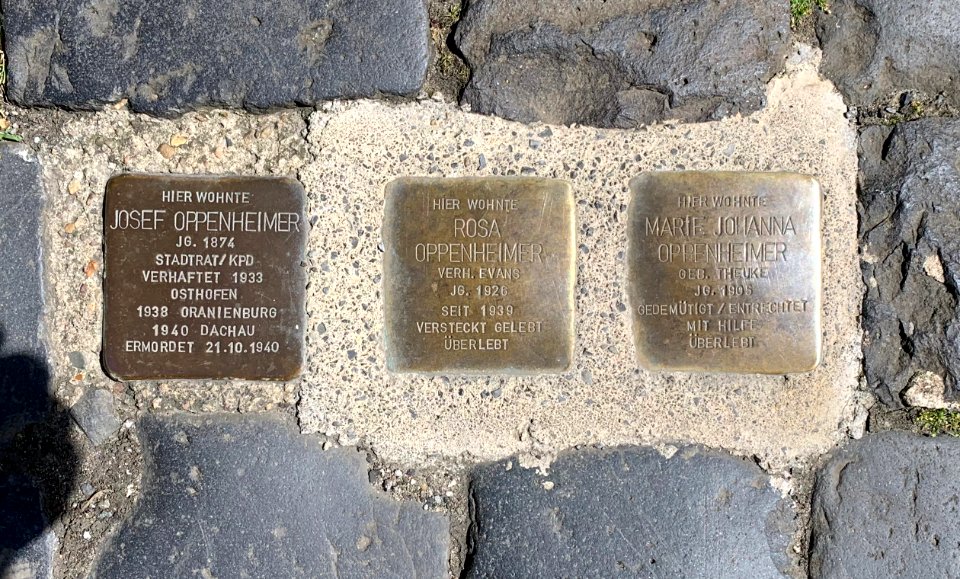 HIER WOHNTE
JOSEF OPPENHEIMER
JG. 1874
STADTRAT/KPD
VERHAFTET 1933
OSTHOFEN
1938 ORANIENBURG
1940 DACHAU
ERMORDET 21.10.1940
HIER WOHNTE
ROSA
OPPENHEIMER
VERH. EVANS
JG. 1926
SEIT 1939
VERSTECKT GELEBT
ÜBERLEBT
HIER WOHNTE
MARIE JOHANNA
OPPENHEIMER
GEB. THEUKE
JG. 1905
GEDEMÜTIGT/ENTRECHTET
MIT HILFE
ÜBERLEBT